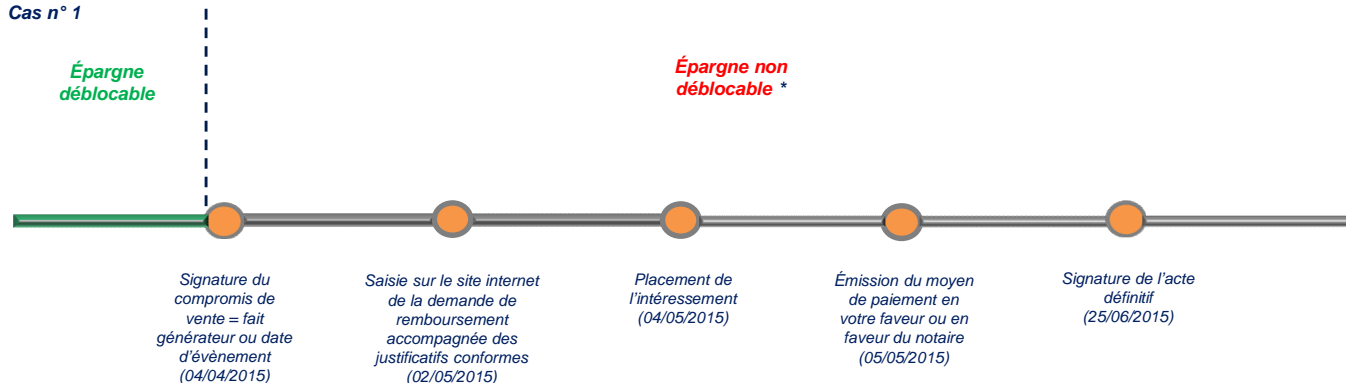 Cas n° 1
Épargne
déblocable
Épargne non
déblocable *
Signature du
compromis de
vente = fait
générateur ou date
d'évènement
(04/04/2015)
Saisie sur le site internet
de la demande de
remboursement
accompagnée des
justificatifs conformes
(02/05/2015)
Placement de
l'intéressement
(04/05/2015)
Émission du moyen
de paiement en
votre faveur ou en
faveur du notaire
(05/05/2015)
Signature de l'acte
définitif
(25/06/2015)